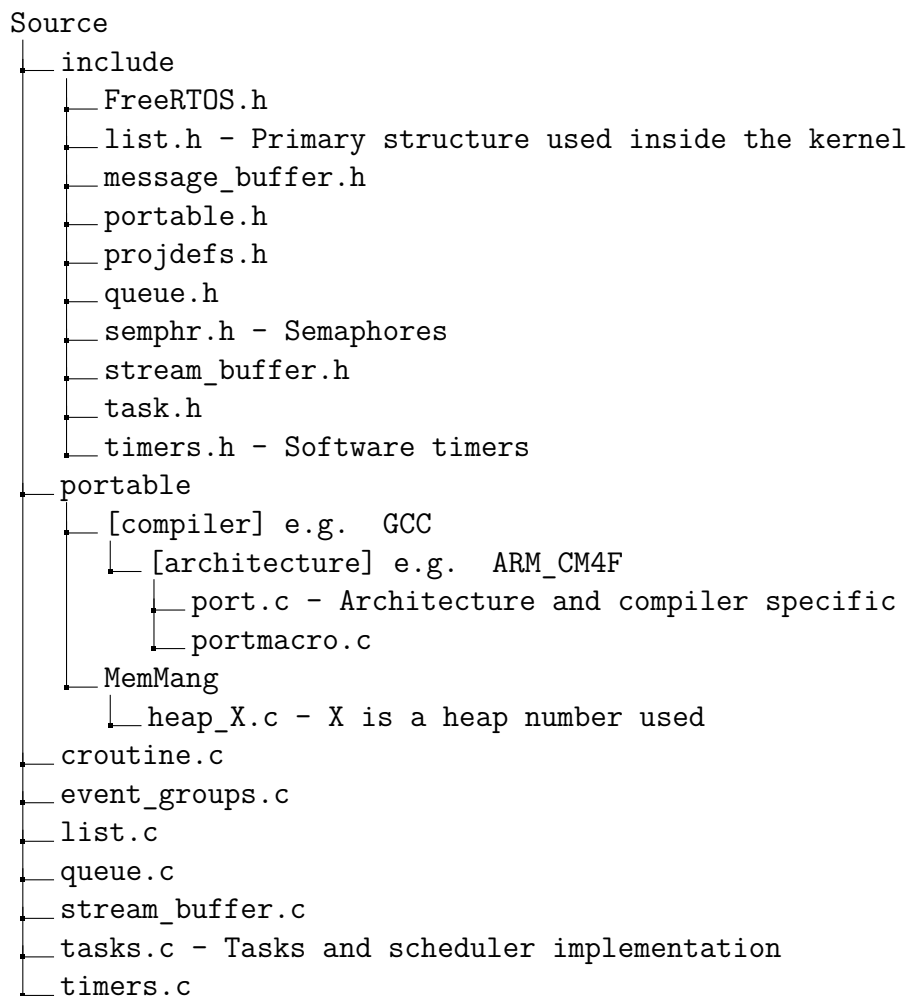 Source
include
FreeRTOS.h
list.h - Primary structure used inside the kernel
message_buffer.h
portable.h
projdefs.h
queue.h
semphr.h - Semaphores
stream_buffer.h
task.h
timers.h - Software timers
portable
[compiler] e.g. GCC
[architecture] e.g. ARM_CM4F
port.c - Architecture and compiler specific
portmacro.c
MemMang
heap_X.c - X is a heap number used
croutine.c
event_groups.c
list.c
queue.c
stream_buffer.c
tasks.c - Tasks and scheduler implementation
timers.c